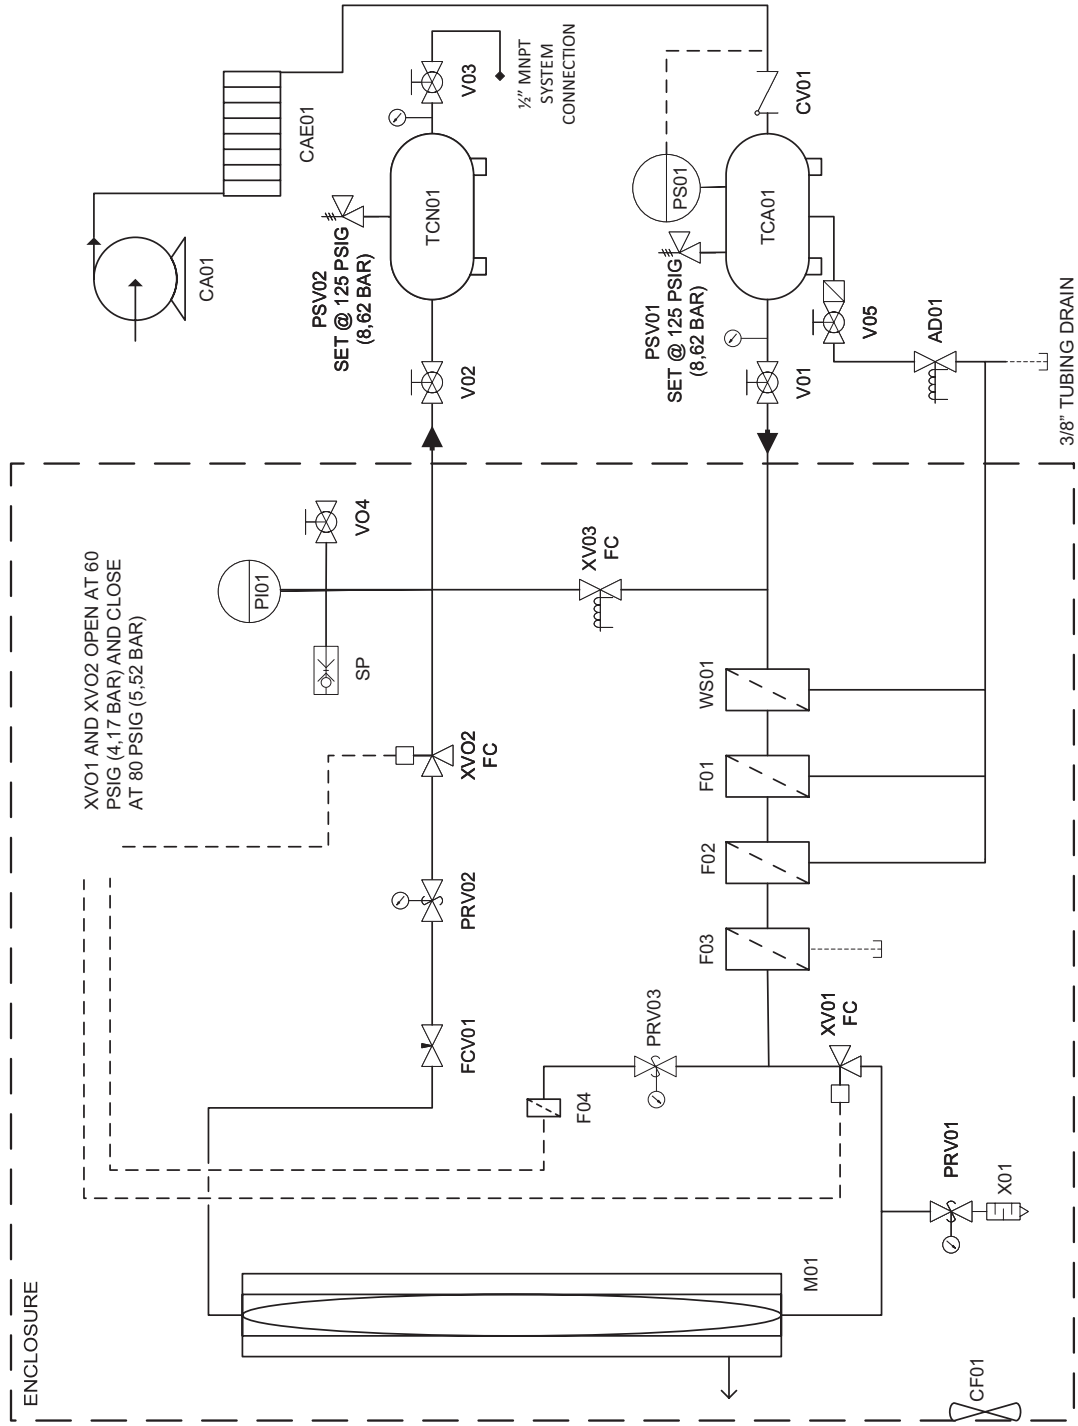 ENCLOSURE
XVO1 AND XVO2 OPEN AT 60
PSIG (4,17 BAR) AND CLOSE
AT 80 PSIG (5,52 BAR)
CA01
CAE01
PSV02
SET @ 125 PSIG
(8,62 BAR)
TCN01
V02
V03
½" MNPT
SYSTEM
CONNECTION
PSV01
SET @ 125 PSIG
(8,62 BAR)
PS01
TCA01
CV01
V01
V05
AD01
3/8" TUBING DRAIN
PI01
VO4
SP
XV03
FC
XVO2
FC
PRV02
FCV01
WS01
F01
F02
F03
PRV03
F04
XV01
FC
PRV01
X01
M01
CF01